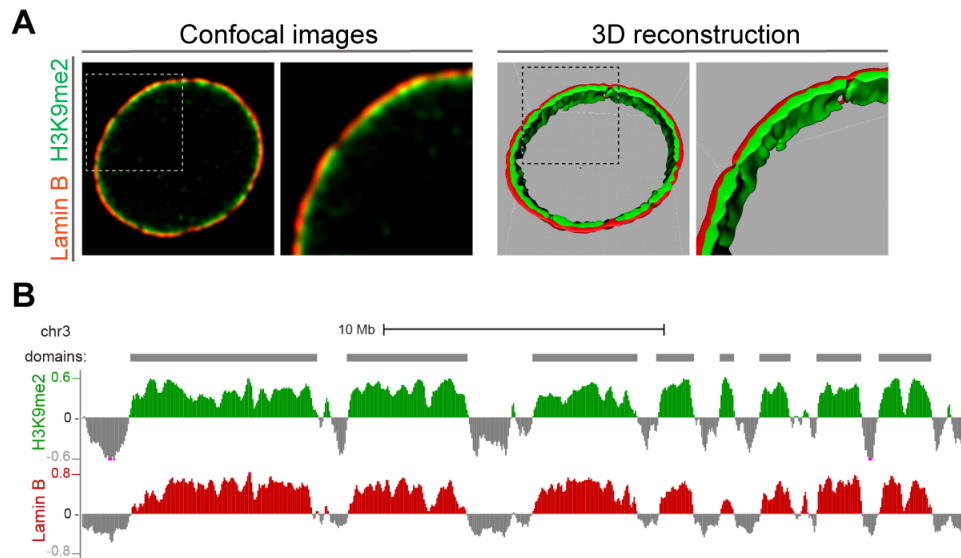 A
Confocal images
3D reconstruction
Lamin B H3K9me2
B
chr3
10 Mb
domains:
H3K9me2
0.6
0
-0.6
Lamin B
0.8
0
-0.8